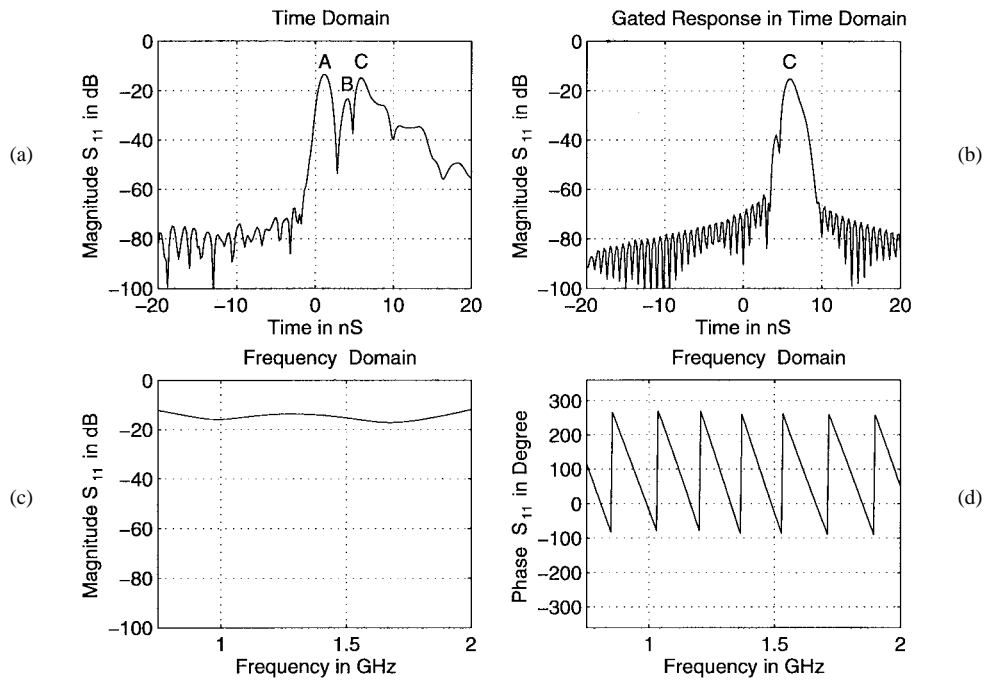 Time Domain
Gated Response in Time Domain
(a)
Magnitude S11 in dB
0
−20
−40
−60
−80
−100
A
B
C
−20
−10
0
10
20
Time in nS
(b)
Magnitude S11 in dB
0
−20
−40
−60
−80
−100
C
−20
−10
0
10
20
Time in nS
Frequency Domain
Frequency Domain
(c)
Magnitude S11 in dB
0
−20
−40
−60
−80
−100
1
1.5
2
Frequency in GHz
(d)
Phase S11 in Degree
300
200
100
0
−100
−200
−300
1
1.5
2
Frequency in GHz